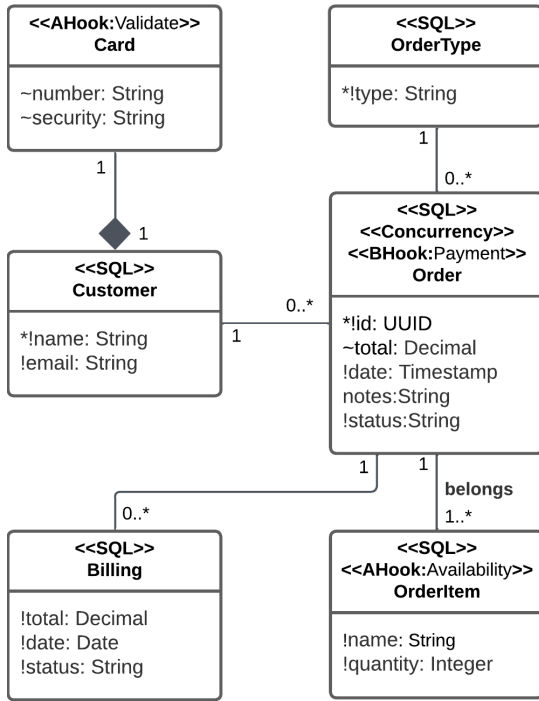 <<AHook:Validate>>
Card
~number: String
~security: String
1
1
<<SQL>>
OrderType
*!type: String
1
0..*
<<SQL>>
Customer
*!name: String
!email: String
1
0..*
<<SQL>>
<<Concurrency>>
<<BHook:Payment>>
Order
*!id: UUID
~total: Decimal
!date: Timestamp
notes:String
!status:String
1
0..*
1
belongs
1..*
<<SQL>>
Billing
!total: Decimal
!date: Date
!status: String
<<SQL>>
<<AHook:Availability>>
OrderItem
!name: String
!quantity: Integer